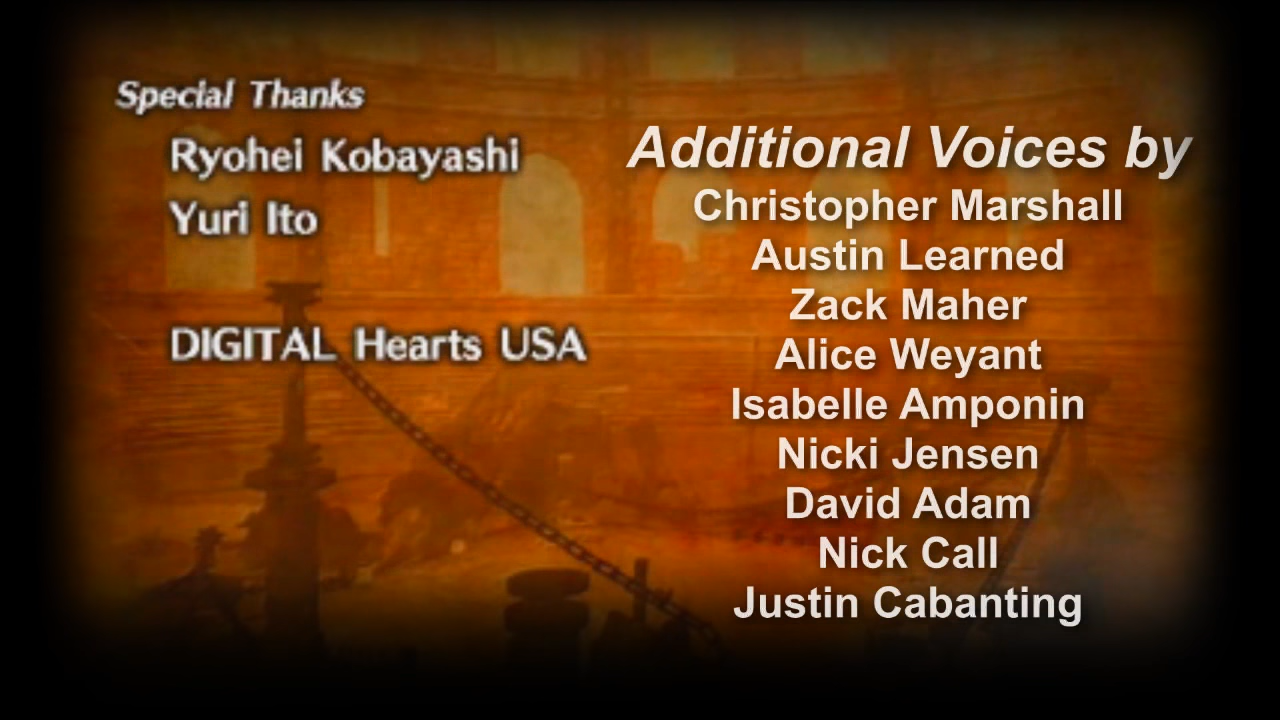 Special Thanks
Ryohei Kobayashi
Yuri Ito
DIGITAL Hearts USA
Additional Voices by
Christopher Marshall
Austin Learned
Zack Maher
Alice Weyant
Isabelle Amponin
Nicki Jensen
David Adam
Nick Call
Justin Cabanting